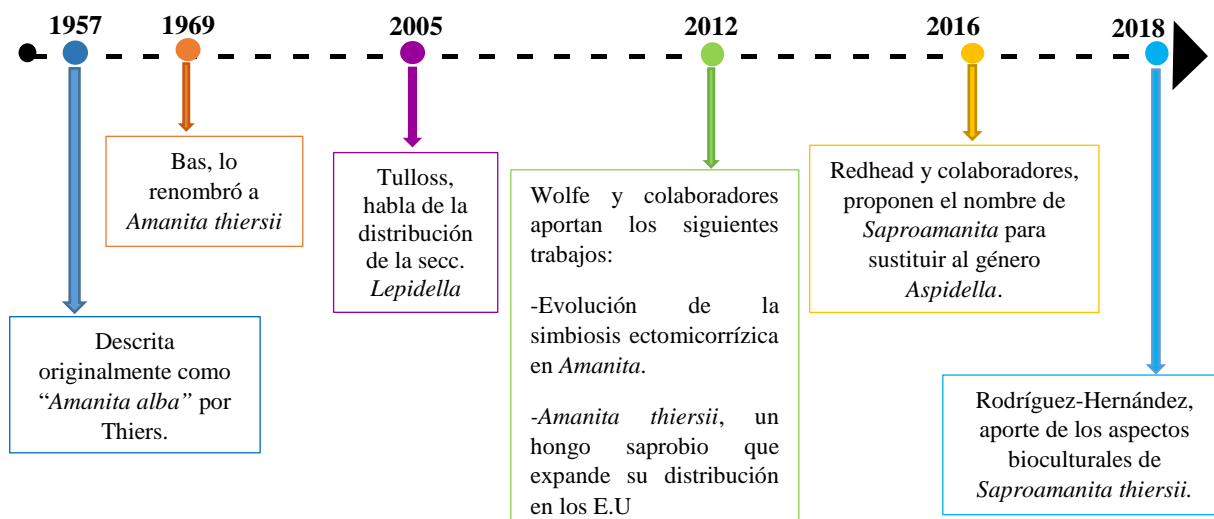 1957
1969
2005
2012
2016
2018
Descrita
originalmente como
“Amanita alba” por
Thiers.
Bas, lo
renombró a
Amanita thiersii
Tulloss,
habla de la
distribución
de la secc.
Lepidella
Wolfe y colaboradores
aportan los siguientes
trabajos:
-Evolución de la
simbiosis ectomicorrízica
en Amanita.
-Amanita thiersii, un
hongo saprobio que
expande su distribución
en los E.U
Redhead y colaboradores,
proponen el nombre de
Saproamanita para
sustituir al género
Aspidella.
Rodríguez-Hernández,
aporte de los aspectos
bioculturales de
Saproamanita thiersii.